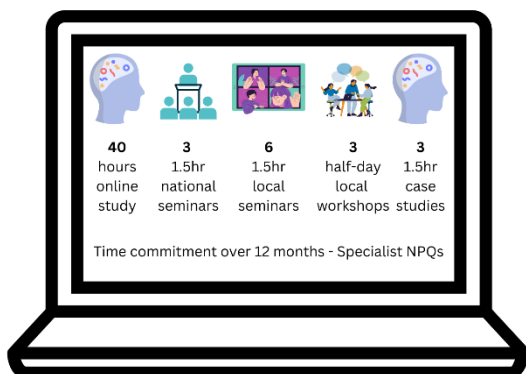 40 3 6 3 3
hours 1.5hr 1.5hr half-day 1.5hr
online national local local case
study seminars seminars workshops studies
Time commitment over 12 months - Specialist NPQs